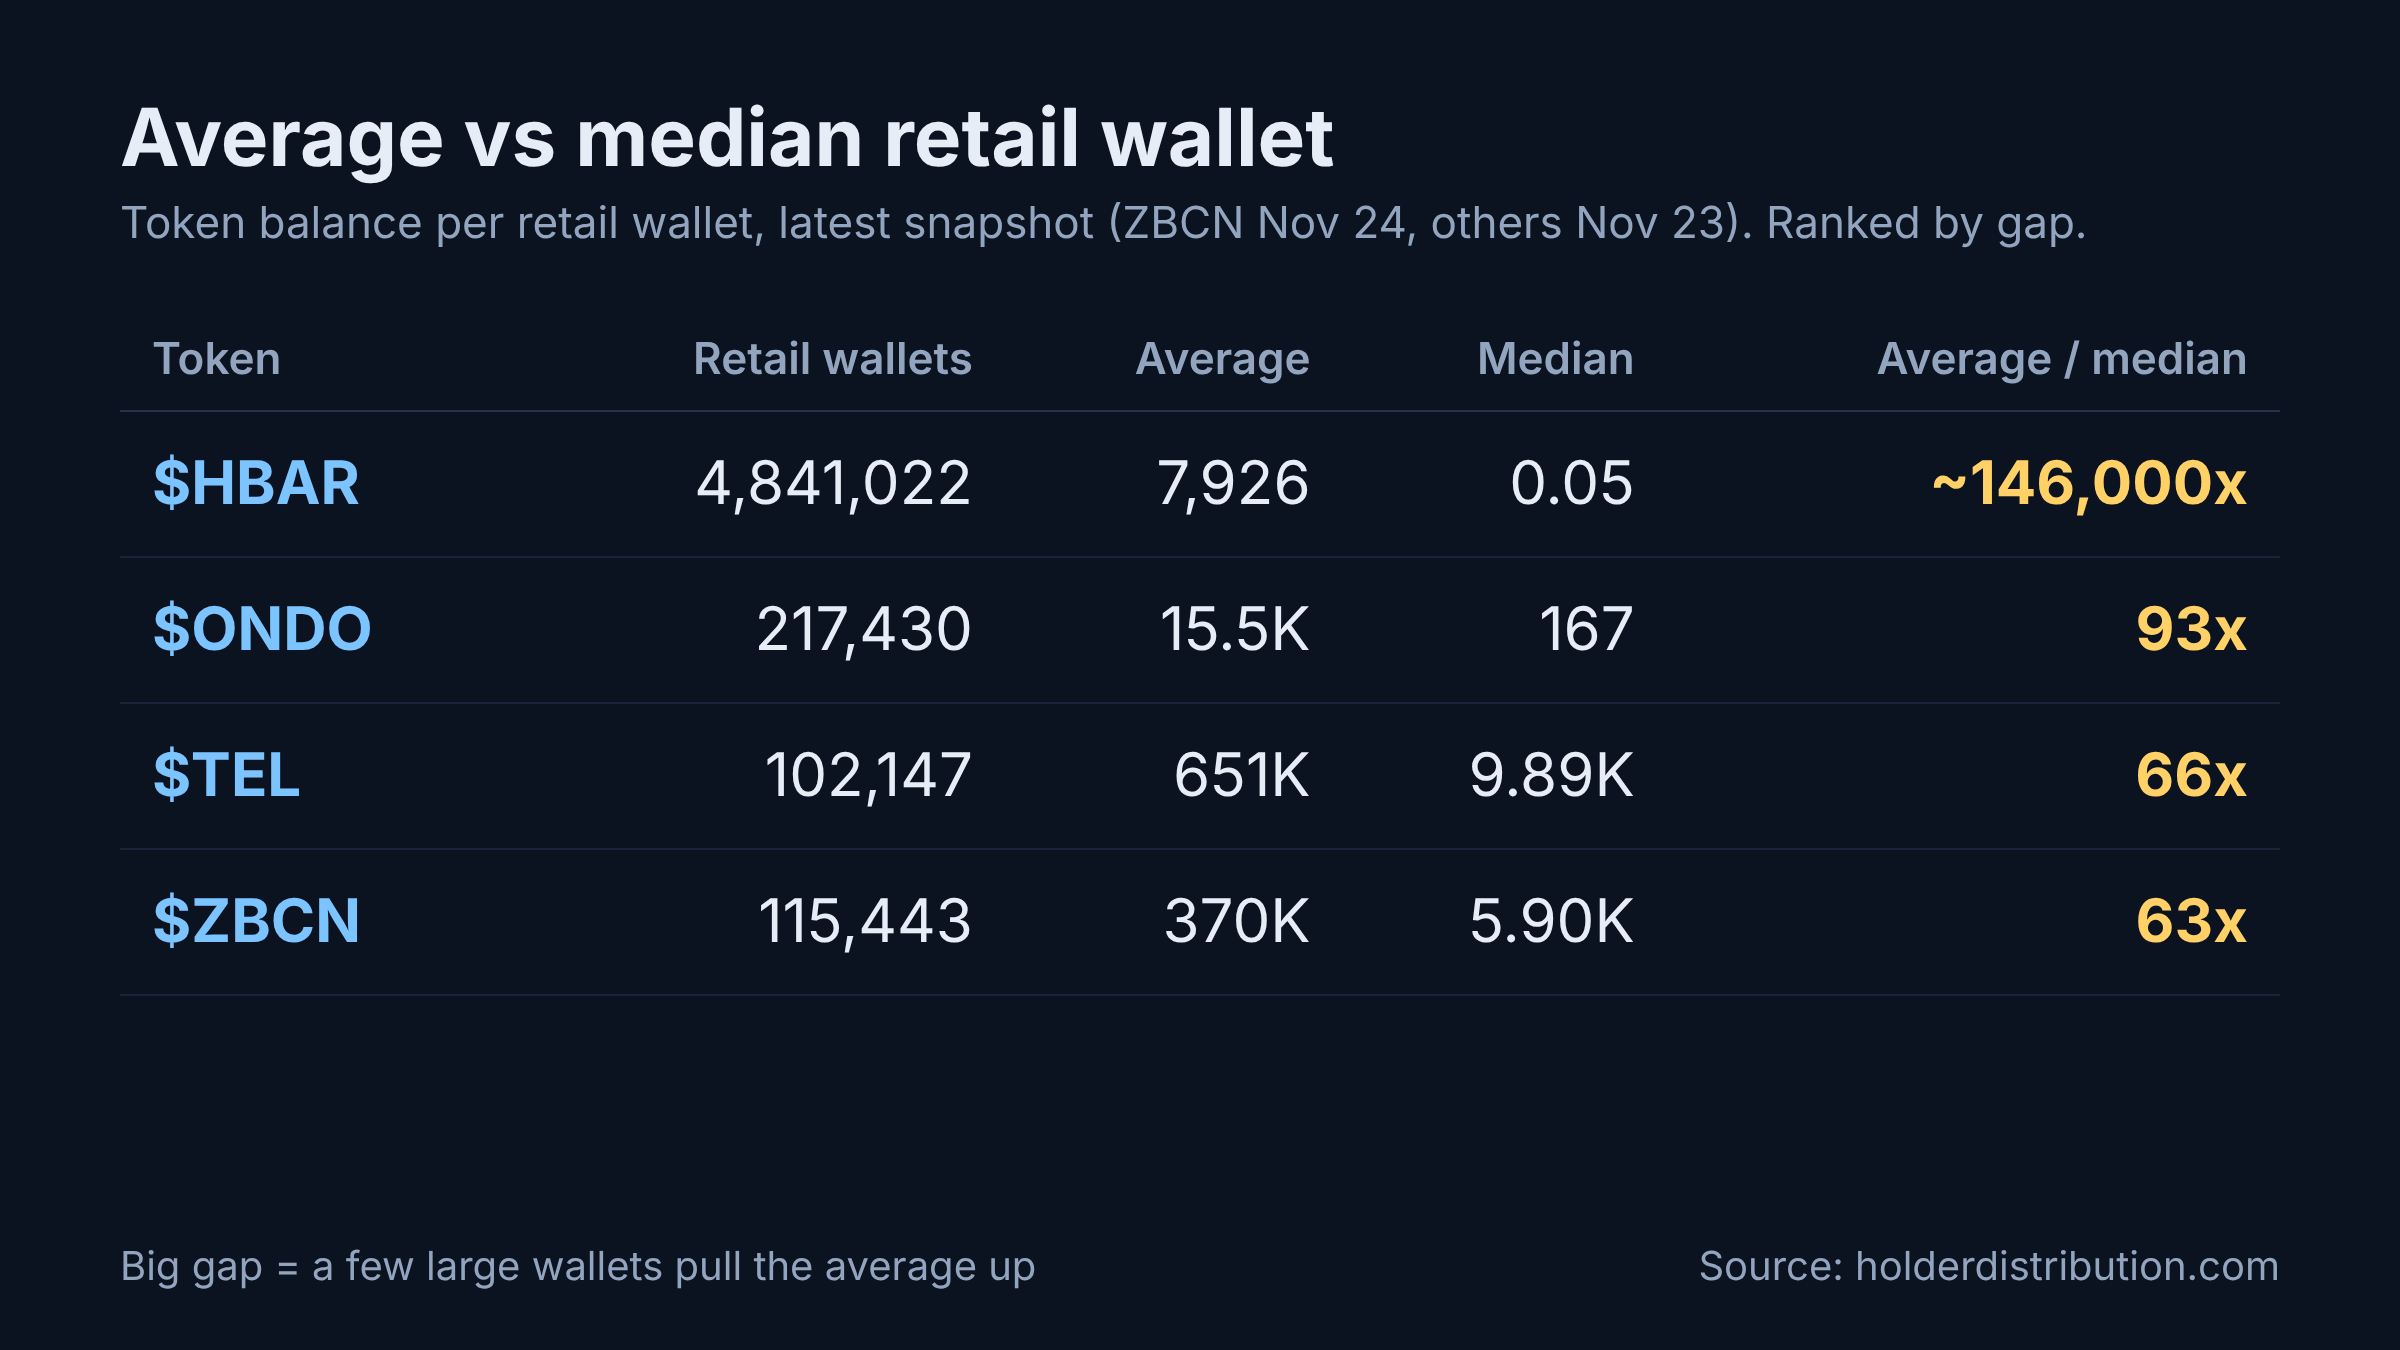 Average vs median retail wallet
Token balance per retail wallet, latest snapshot (ZBCN Nov 24, others Nov 23). Ranked by gap.
Token Retail wallets Average Median Average / median
$HBAR 4,841,022 7,926 0.05 ~146,000x
$ONDO 217,430 15.5K 167 93x
$TEL 102,147 651K 9.89K 66x
$ZBCN 115,443 370K 5.90K 63x
Big gap = a few large wallets pull the average up Source: holderdistribution.com